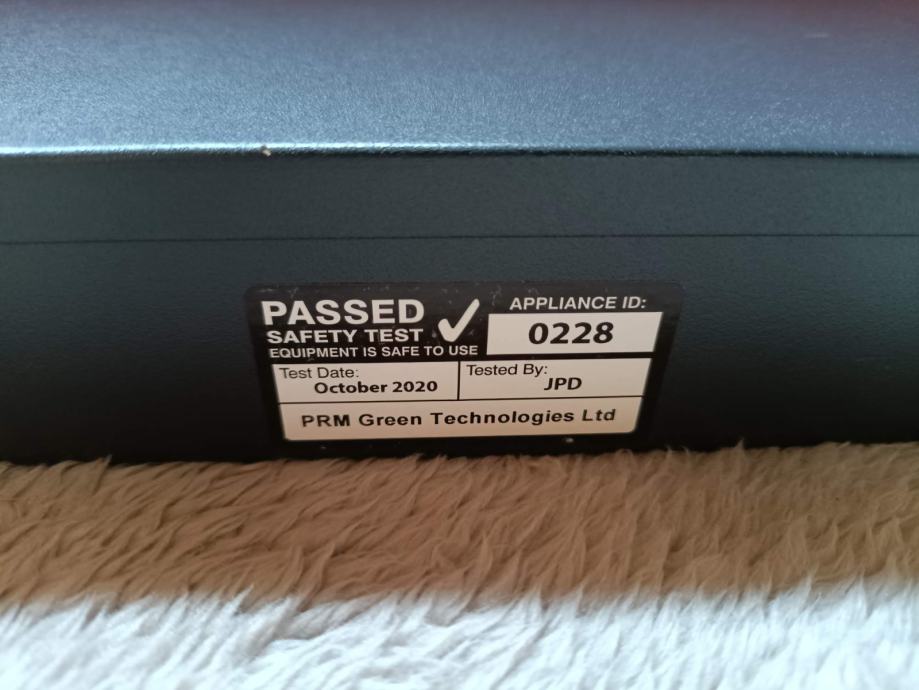 PASSED
SAFETY TEST
EQUIPMENT IS SAFE TO USE
APPLIANCE ID:
0228
Test Date:
October 2020
Tested By:
JPD
PRM Green Technologies Ltd